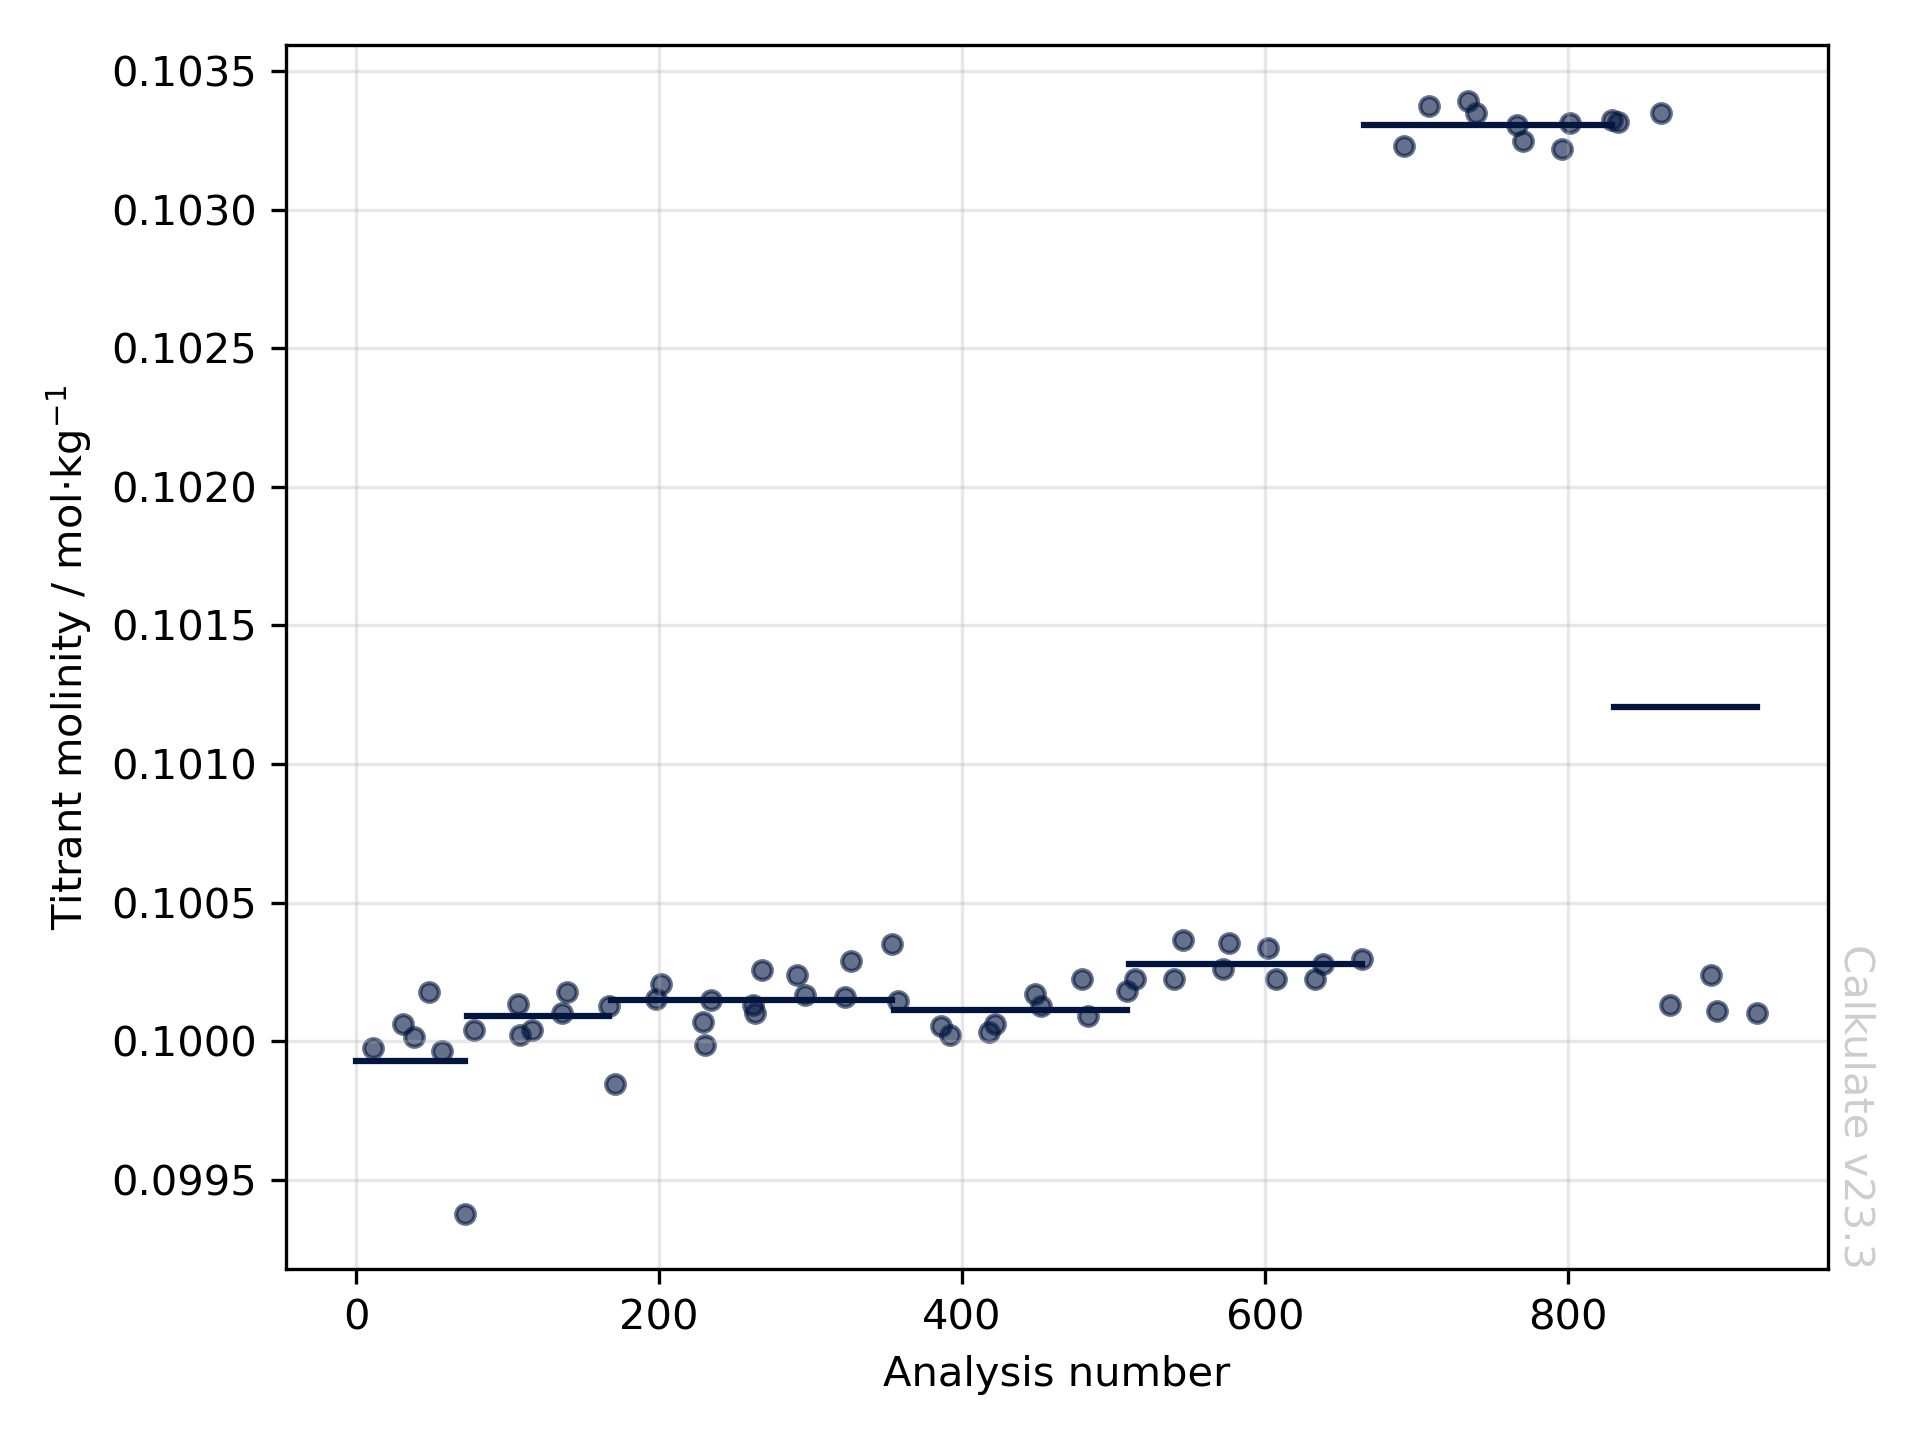 0.1035
0.1030
0.1025
0.1020
0.1015
0.1010
0.1005
0.1000
0.0995
Titrant molinity / mol·kg⁻¹
0 200 400 600 800
Analysis number
Calkulate v23.3